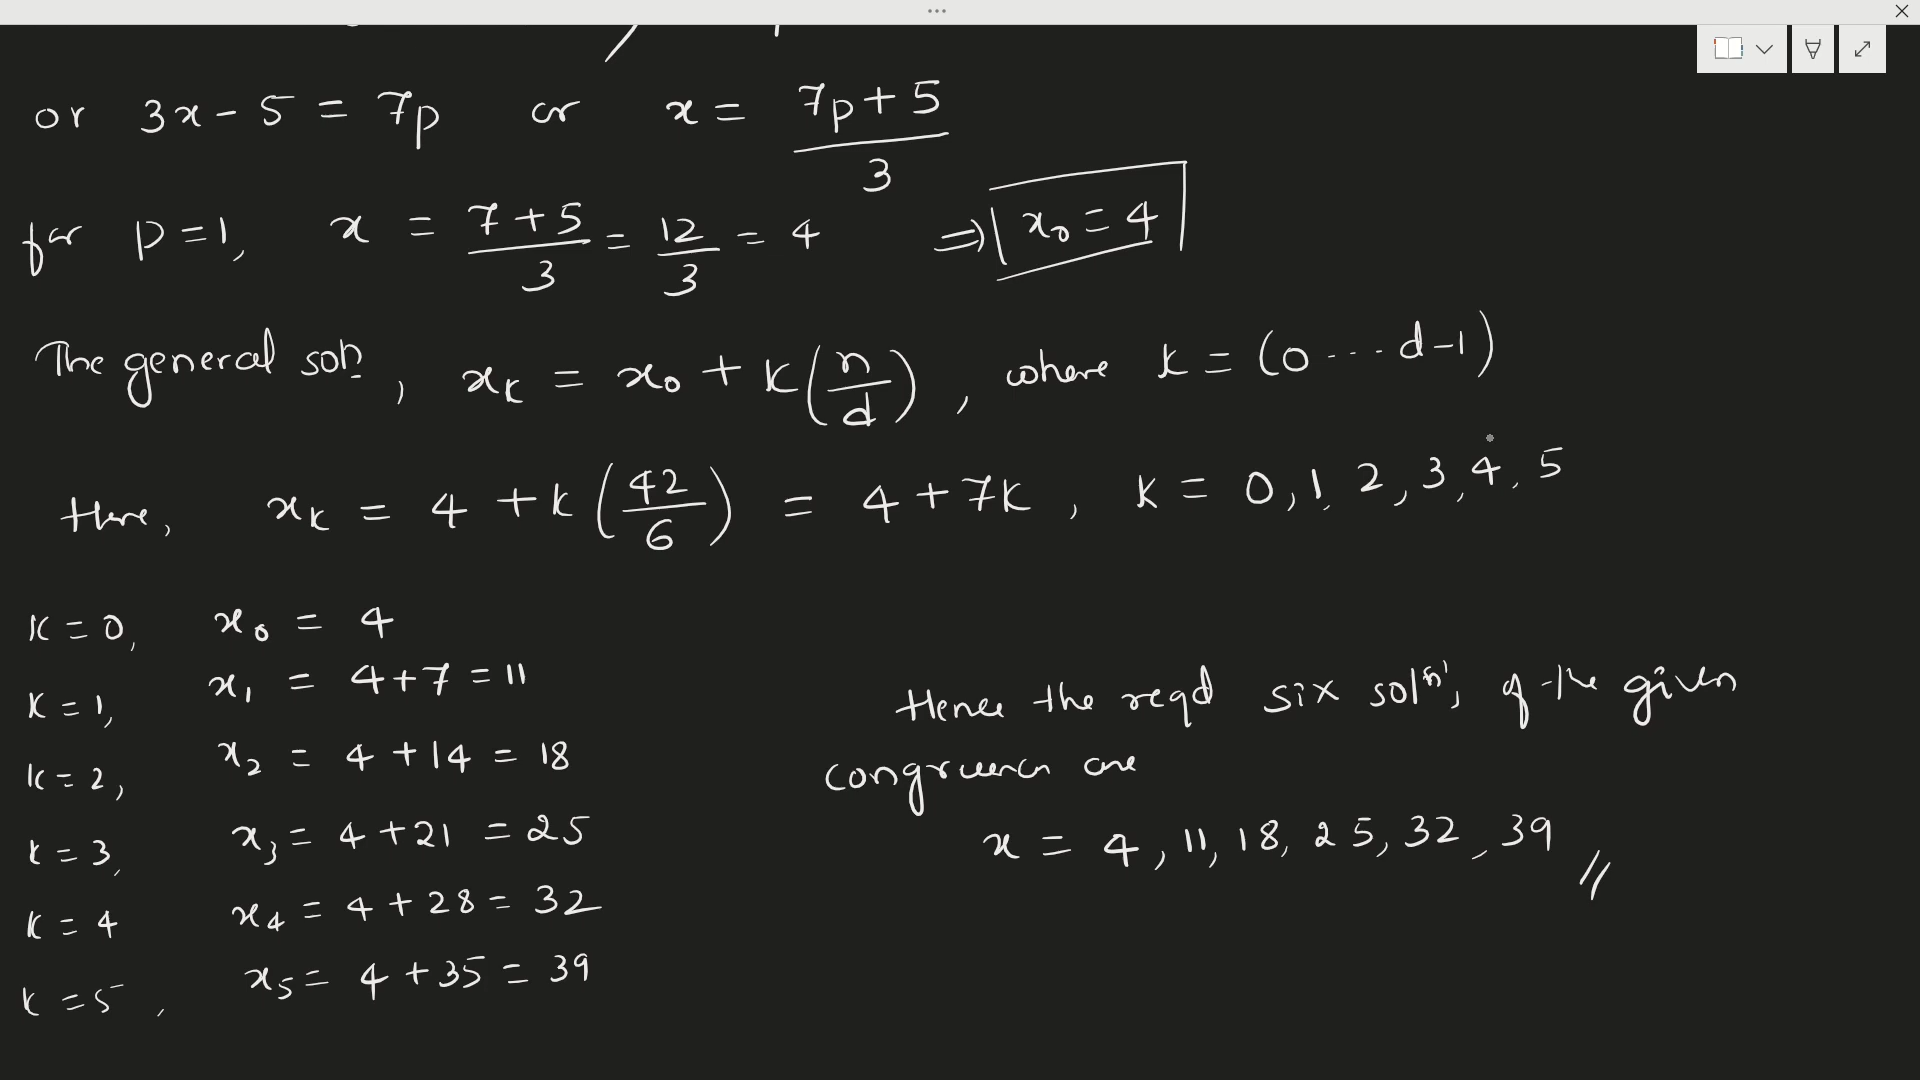 or 3x - 5 = 7p or x = (7p + 5)/3
for p = 1, x = (7 + 5)/3 = 12/3 = 4 ⇒ x₀ = 4
The general solⁿ, xₖ = x₀ + k(n/d), where k = (0 ... d-1)
Here, xₖ = 4 + k(42/6) = 4 + 7k, k = 0, 1, 2, 3, 4, 5
k = 0, x₀ = 4
k = 1, x₁ = 4 + 7 = 11
k = 2, x₂ = 4 + 14 = 18
k = 3, x₃ = 4 + 21 = 25
k = 4 x₄ = 4 + 28 = 32
k = 5, x₅ = 4 + 35 = 39
Hence the reqd six solⁿs of the given
congruence are
x = 4, 11, 18, 25, 32, 39 //